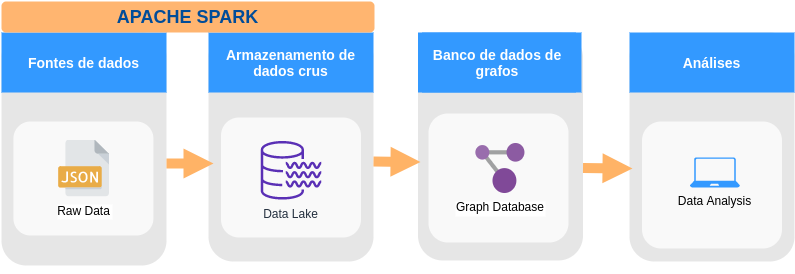 APACHE SPARK
Fontes de dados
Armazenamento de
dados crus
Banco de dados de
grafos
Análises
JSON
Raw Data
Data Lake
Graph Database
Data Analysis